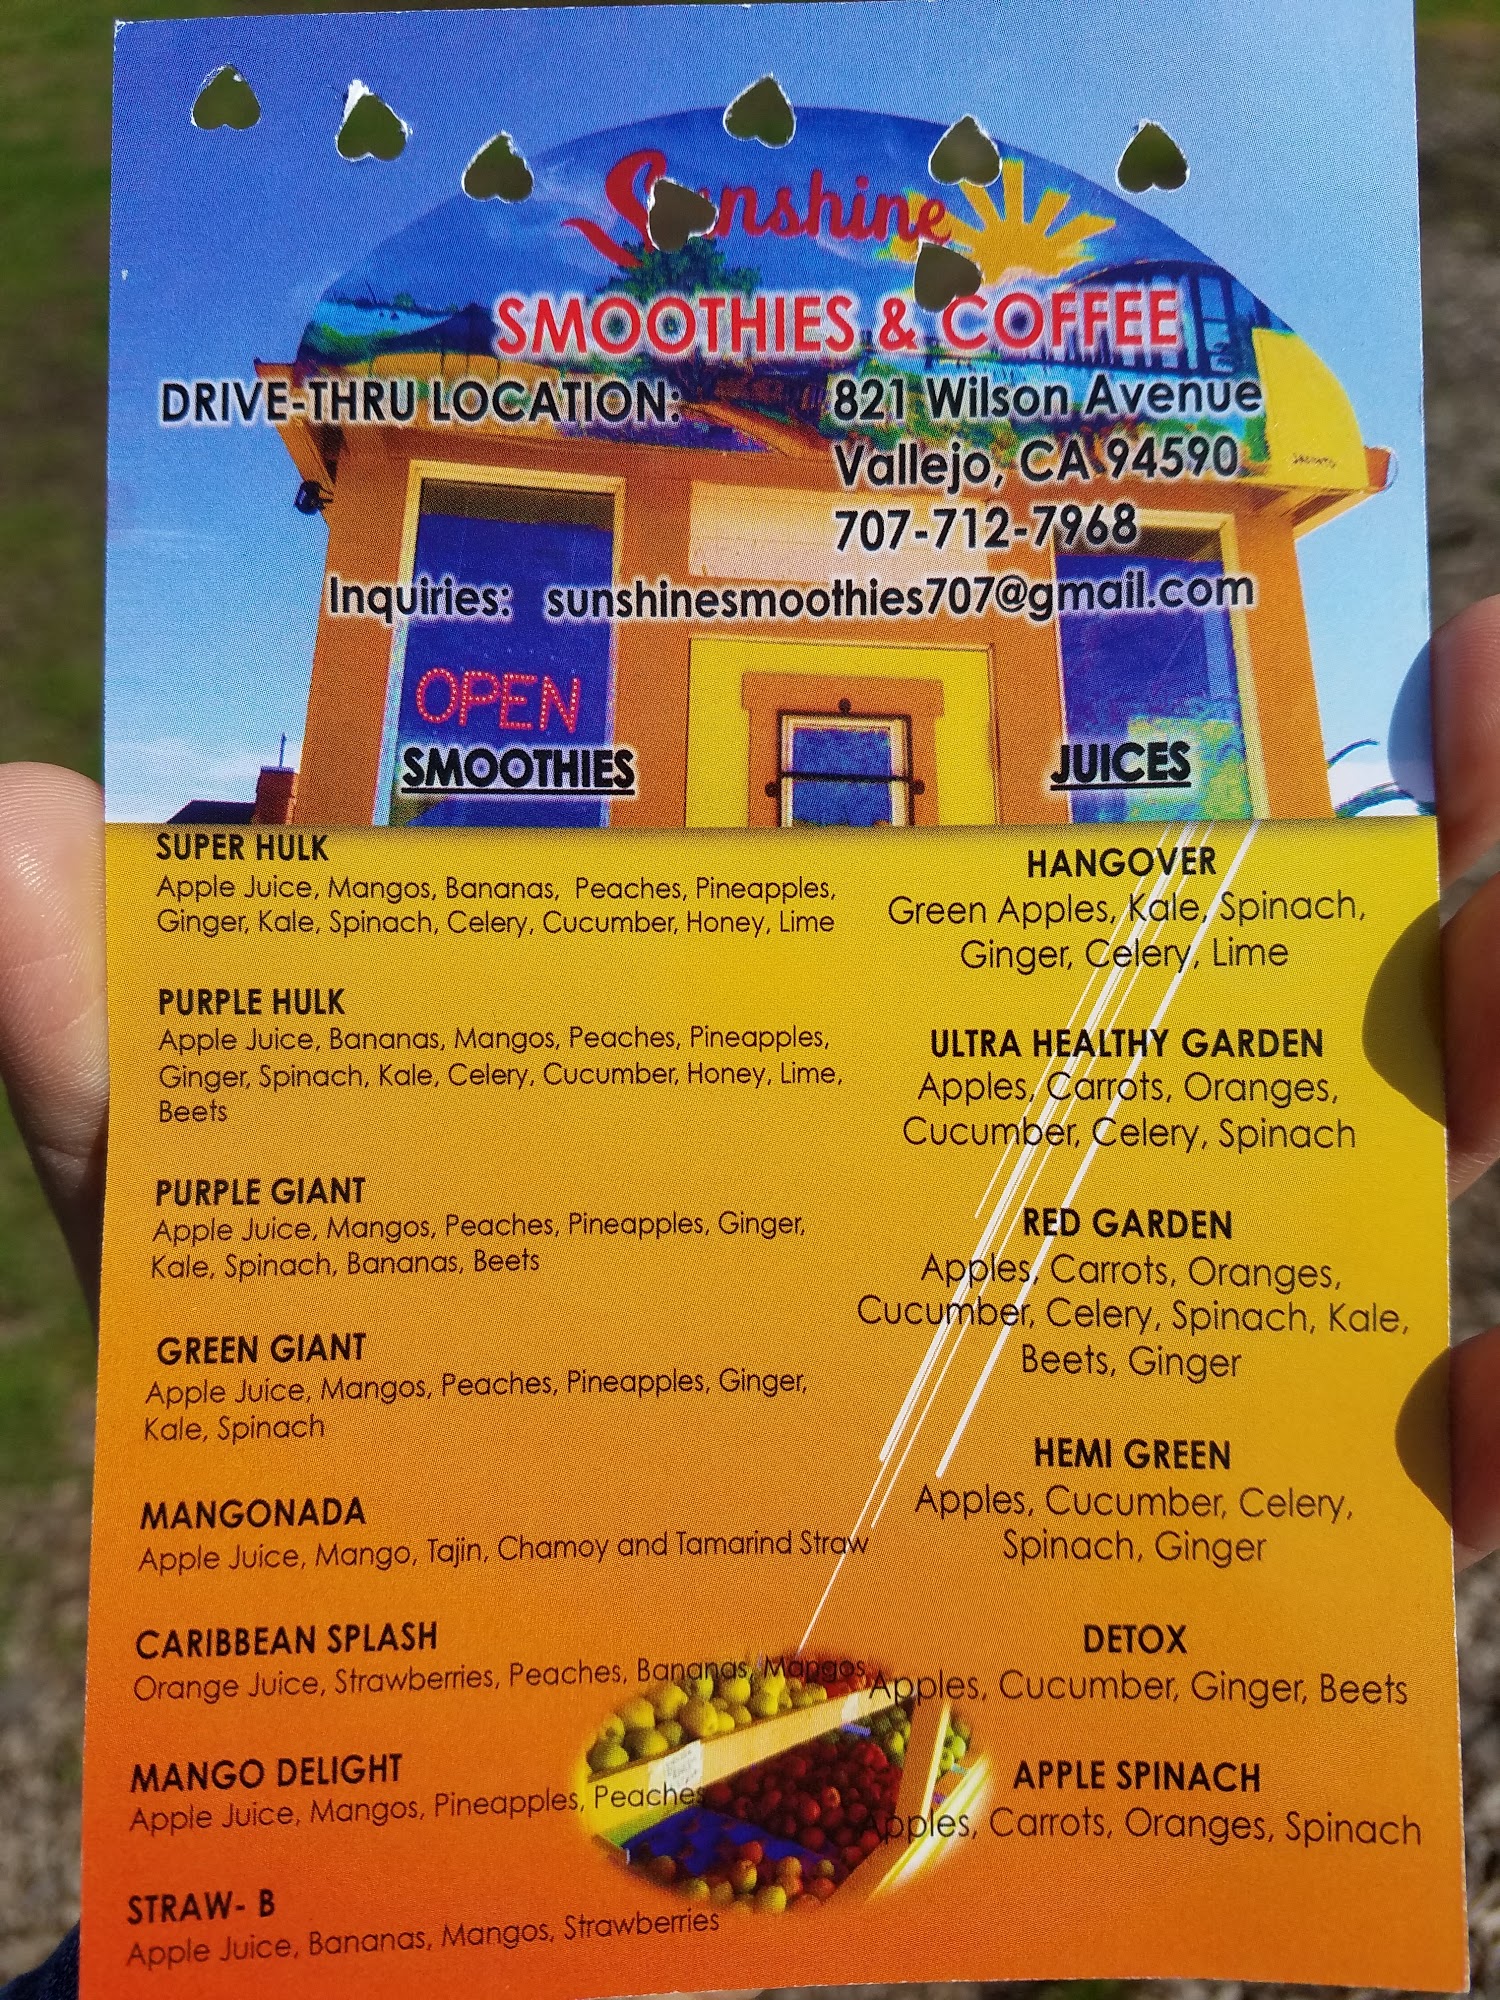 Sunshine
SMOOTHIES & COFFEE
DRIVE-THRU LOCATION: 821 Wilson Avenue
Vallejo, CA 94590
707-712-7968
Inquiries: sunshinesmoothies707@gmail.com
OPEN
SMOOTHIES
SUPER HULK
Apple Juice, Mangos, Bananas, Peaches, Pineapples,
Ginger, Kale, Spinach, Celery, Cucumber, Honey, Lime
PURPLE HULK
Apple Juice, Bananas, Mangos, Peaches, Pineapples,
Ginger, Spinach, Kale, Celery, Cucumber, Honey, Lime,
Beets
PURPLE GIANT
Apple Juice, Mangos, Peaches, Pineapples, Ginger,
Kale, Spinach, Bananas, Beets
GREEN GIANT
Apple Juice, Mangos, Peaches, Pineapples, Ginger,
Kale, Spinach
MANGONADA
Apple Juice, Mango, Tajin, Chamoy and Tamarind Straw
CARIBBEAN SPLASH
Orange Juice, Strawberries, Peaches, Bananas, Mangos,
MANGO DELIGHT
Apple Juice, Mangos, Pineapples, Peaches
STRAW- B
Apple Juice, Bananas, Mangos, Strawberries
JUICES
HANGOVER
Green Apples, Kale, Spinach,
Ginger, Celery, Lime
ULTRA HEALTHY GARDEN
Apples, Carrots, Oranges,
Cucumber, Celery, Spinach
RED GARDEN
Apples, Carrots, Oranges,
Cucumber, Celery, Spinach, Kale,
Beets, Ginger
HEMI GREEN
Apples, Cucumber, Celery,
Spinach, Ginger
DETOX
Apples, Cucumber, Ginger, Beets
APPLE SPINACH
Apples, Carrots, Oranges, Spinach